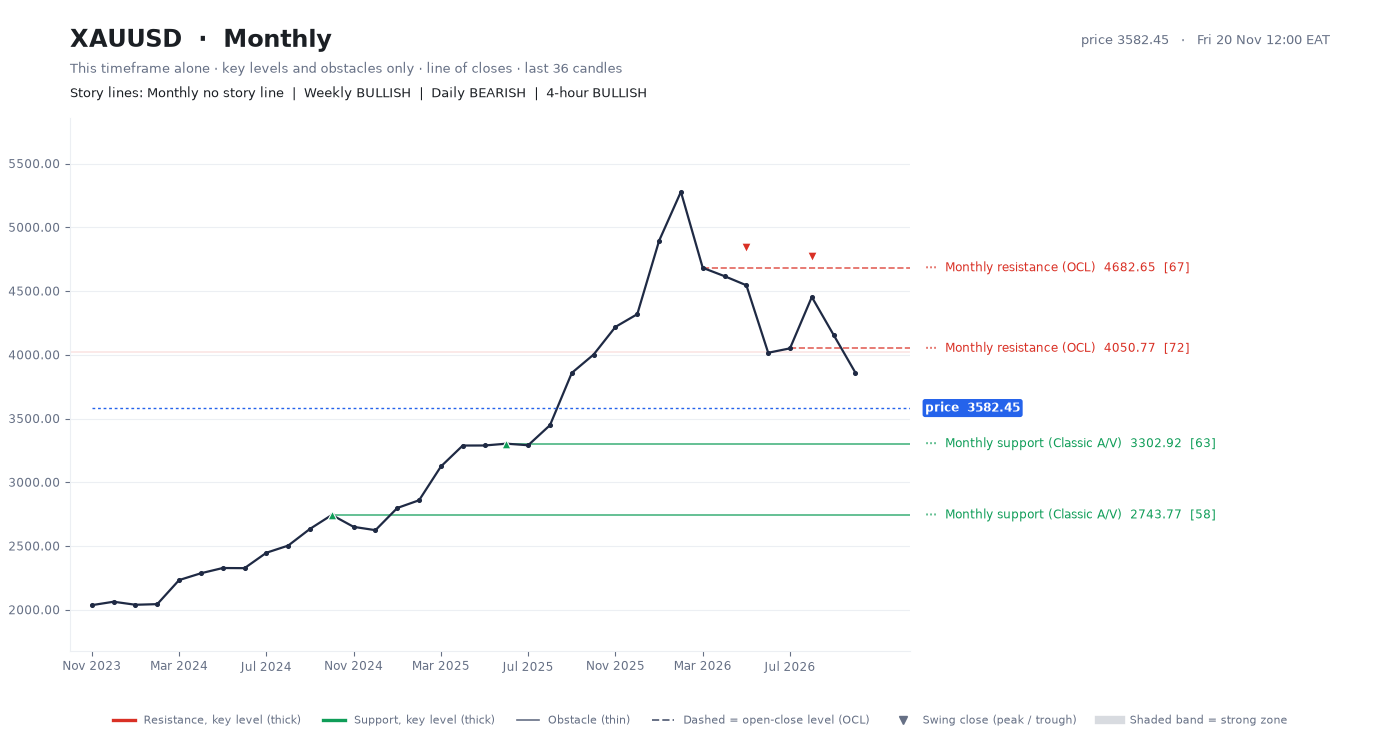 XAUUSD · Monthly
price 3582.45 · Fri 20 Nov 12:00 EAT
This timeframe alone · key levels and obstacles only · line of closes · last 36 candles
Story lines: Monthly no story line | Weekly BULLISH | Daily BEARISH | 4-hour BULLISH
5500.00
5000.00
4500.00
4000.00
3500.00
3000.00
2500.00
2000.00
··· Monthly resistance (OCL) 4682.65 [67]
··· Monthly resistance (OCL) 4050.77 [72]
price 3582.45
··· Monthly support (Classic A/V) 3302.92 [63]
··· Monthly support (Classic A/V) 2743.77 [58]
Nov 2023 Mar 2024 Jul 2024 Nov 2024 Mar 2025 Jul 2025 Nov 2025 Mar 2026 Jul 2026
Resistance, key level (thick) Support, key level (thick) Obstacle (thin) Dashed = open-close level (OCL) Swing close (peak / trough) Shaded band = strong zone